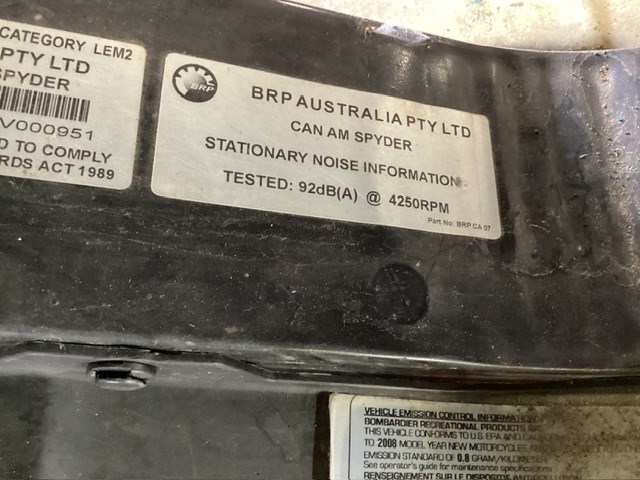 CATEGORY LEM2
PTY LTD
SPYDER
V000951
D TO COMPLY
RDS ACT 1989
BRP
BRP AUSTRALIA PTY LTD
CAN AM SPYDER
STATIONARY NOISE INFORMATION
TESTED: 92dB(A) @ 4250RPM
Part No: BRP CA 07
VEHICLE EMISSION CONTROL INFORMATION
BOMBARDIER RECREATIONAL PRODUCTS
THIS VEHICLE CONFORMS TO U.S. EPA AND
TO 2008 MODEL YEAR NEW MOTORCYCLES
EMISSION STANDARD OF 0.8 GRAM/KILOMETER
See operator's guide for maintenance specifications
RENSEIGNEMENT SUR LE DISPOSITIF ANTIPOLLUTION